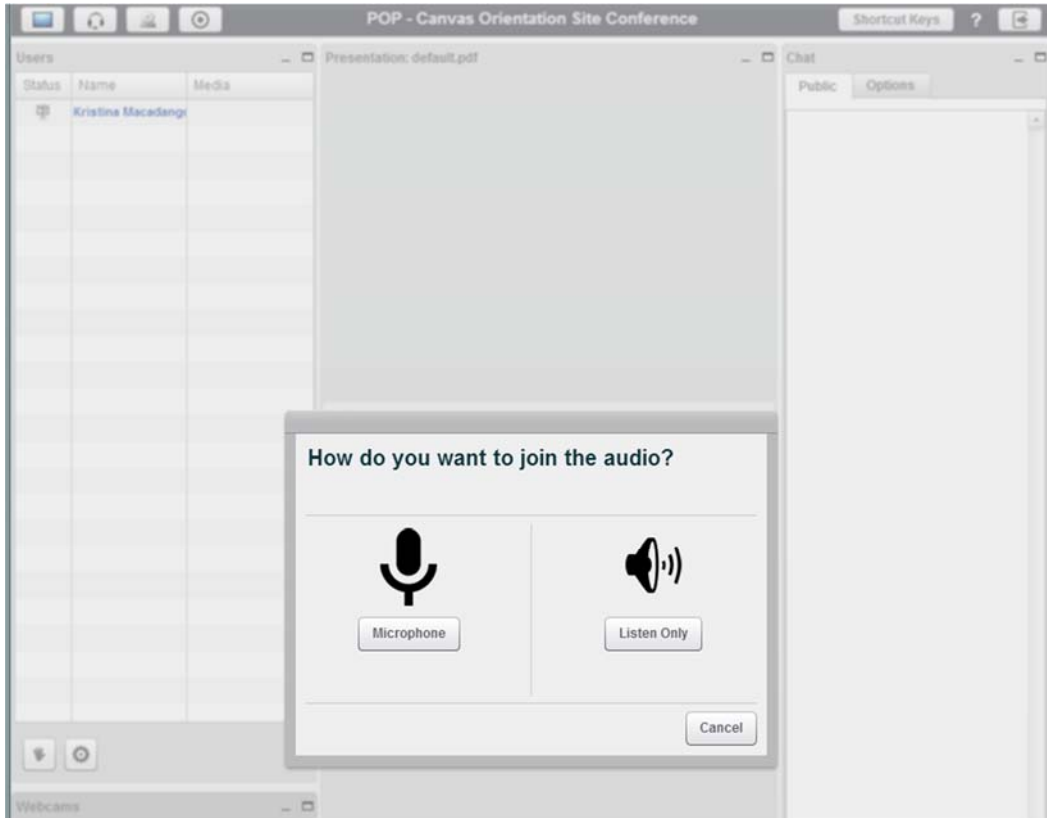 POP - Canvas Orientation Site Conference
Shortcut Keys
?
Users
Status Name Media
Kristina Macadang
Presentation: default.pdf
Chat
Public Options
How do you want to join the audio?
Microphone
Listen Only
Cancel
Webcams